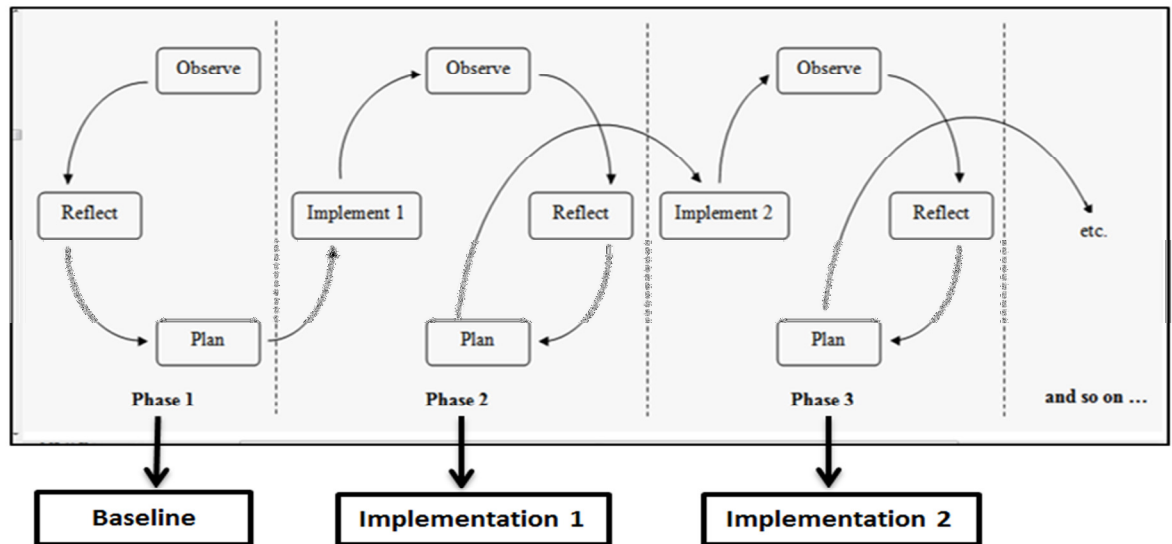 Observe
Observe
Observe
Reflect
Implement 1
Reflect
Implement 2
Reflect
etc.
Plan
Plan
Plan
Phase 1
Phase 2
Phase 3
and so on ...
Baseline
Implementation 1
Implementation 2